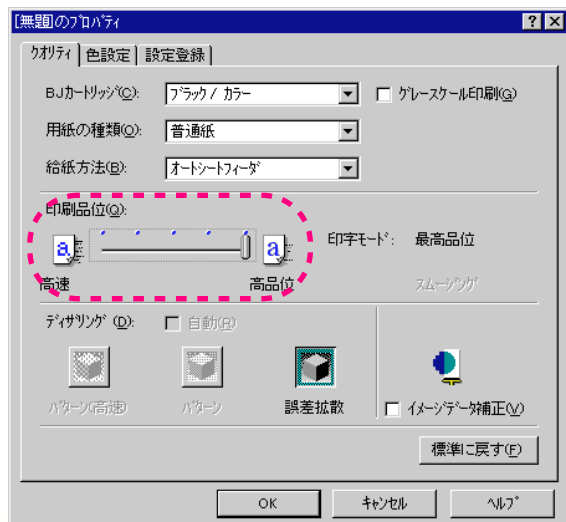 [無題]のプロパティ
クオリティ 色設定 設定登録
BJカートリッジ(C): ブラック / カラー グレースケール印刷(G)
用紙の種類(O): 普通紙
給紙方法(B): オートシートフィーダ
印刷品位(Q):
a a 印字モード: 最高品位
高速 高品位 スムージング
ディザリング (D): 自動(R)
パターン(高速) パターン 誤差拡散 イメージデータ補正(V)
標準に戻す(F)
OK キャンセル ヘルプ